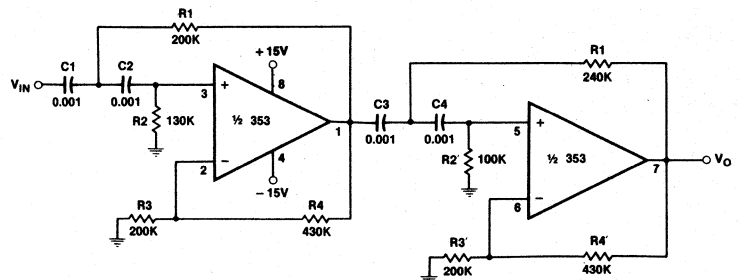 R1
200K
+15V
C1
C2
VIN
0.001
0.001
8
3
+
R2
130K
½ 353
1
2
−
4
−15V
R3
200K
R4
430K
R1
240K
C3
C4
0.001
0.001
5
+
R2′
100K
½ 353
7
VO
6
−
R3′
200K
R4′
430K